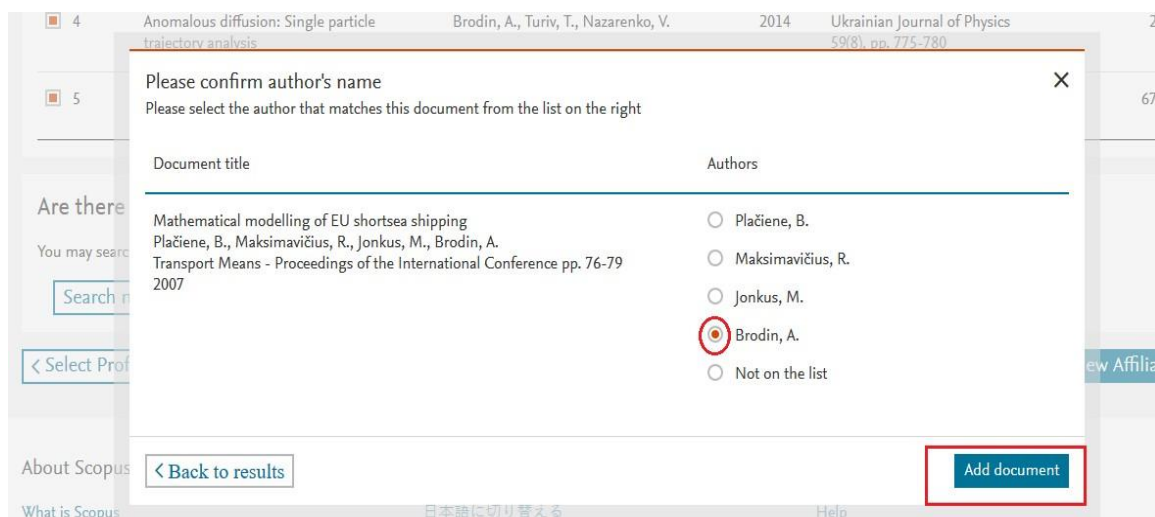 4 Anomalous diffusion: Single particle Brodin, A., Turiv, T., Nazarenko, V. 2014 Ukrainian Journal of Physics 2
trajectory analysis 59(8), pp. 775-780
Please confirm author's name
Please select the author that matches this document from the list on the right
5 67
Document title Authors
Are there
Mathematical modelling of EU shortsea shipping Plačiene, B.
Plačiene, B., Maksimavičius, R., Jonkus, M., Brodin, A.
You may searc
Transport Means - Proceedings of the International Conference pp. 76-79 Maksimavičius, R.
2007
Search Jonkus, M.
Brodin, A.
< Select Prof ew Affilia
Not on the list
About Scopus < Back to results Add document
What is Scopus 日本語に切り替える Help